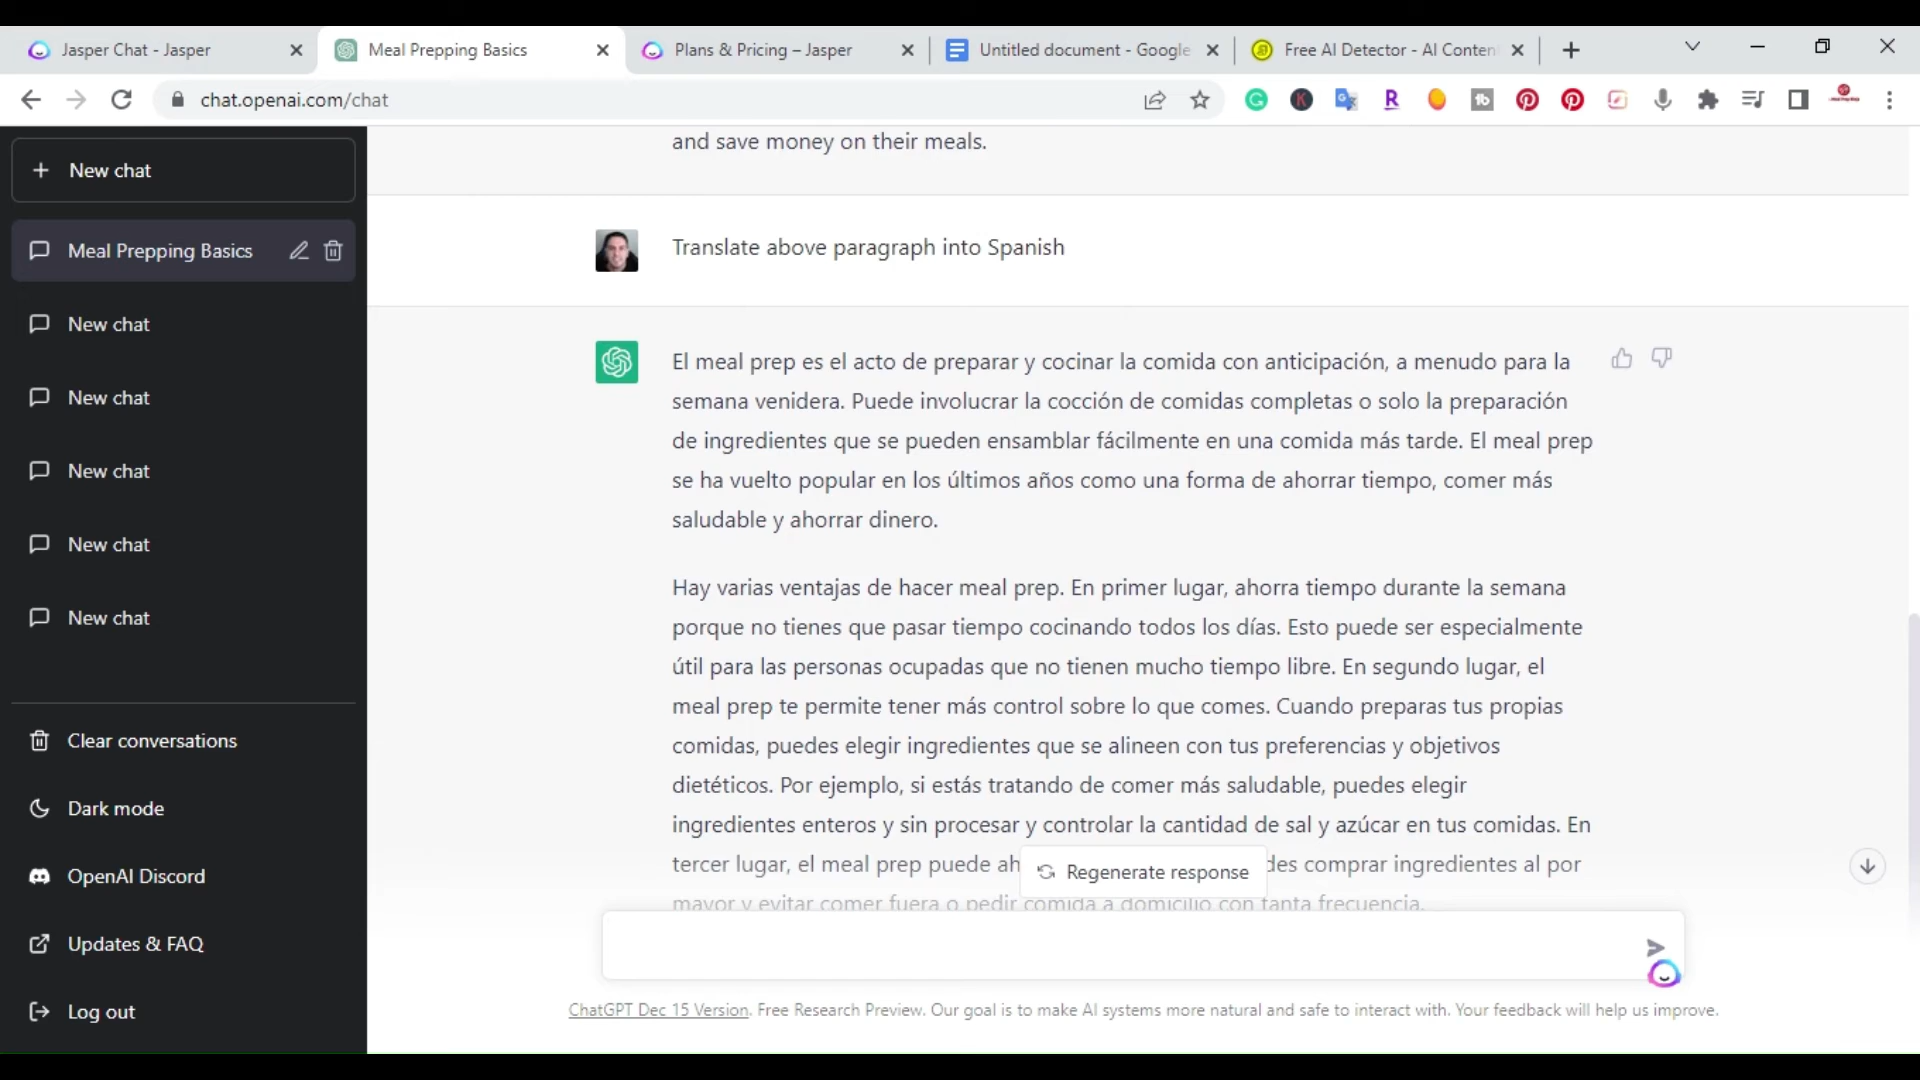 Jasper Chat - Jasper
Meal Prepping Basics
Plans & Pricing – Jasper
Untitled document - Google
Free AI Detector - AI Conten
chat.openai.com/chat
New chat
Meal Prepping Basics
New chat
New chat
New chat
New chat
New chat
Clear conversations
Dark mode
OpenAI Discord
Updates & FAQ
Log out
and save money on their meals.
Translate above paragraph into Spanish
El meal prep es el acto de preparar y cocinar la comida con anticipación, a menudo para la
semana venidera. Puede involucrar la cocción de comidas completas o solo la preparación
de ingredientes que se pueden ensamblar fácilmente en una comida más tarde. El meal prep
se ha vuelto popular en los últimos años como una forma de ahorrar tiempo, comer más
saludable y ahorrar dinero.
Hay varias ventajas de hacer meal prep. En primer lugar, ahorra tiempo durante la semana
porque no tienes que pasar tiempo cocinando todos los días. Esto puede ser especialmente
útil para las personas ocupadas que no tienen mucho tiempo libre. En segundo lugar, el
meal prep te permite tener más control sobre lo que comes. Cuando preparas tus propias
comidas, puedes elegir ingredientes que se alineen con tus preferencias y objetivos
dietéticos. Por ejemplo, si estás tratando de comer más saludable, puedes elegir
ingredientes enteros y sin procesar y controlar la cantidad de sal y azúcar en tus comidas. En
tercer lugar, el meal prep puede ah
Regenerate response
des comprar ingredientes al por
mayor y evitar comer fuera o pedir comida a domicilio con tanta frecuencia.
ChatGPT Dec 15 Version. Free Research Preview. Our goal is to make AI systems more natural and safe to interact with. Your feedback will help us improve.